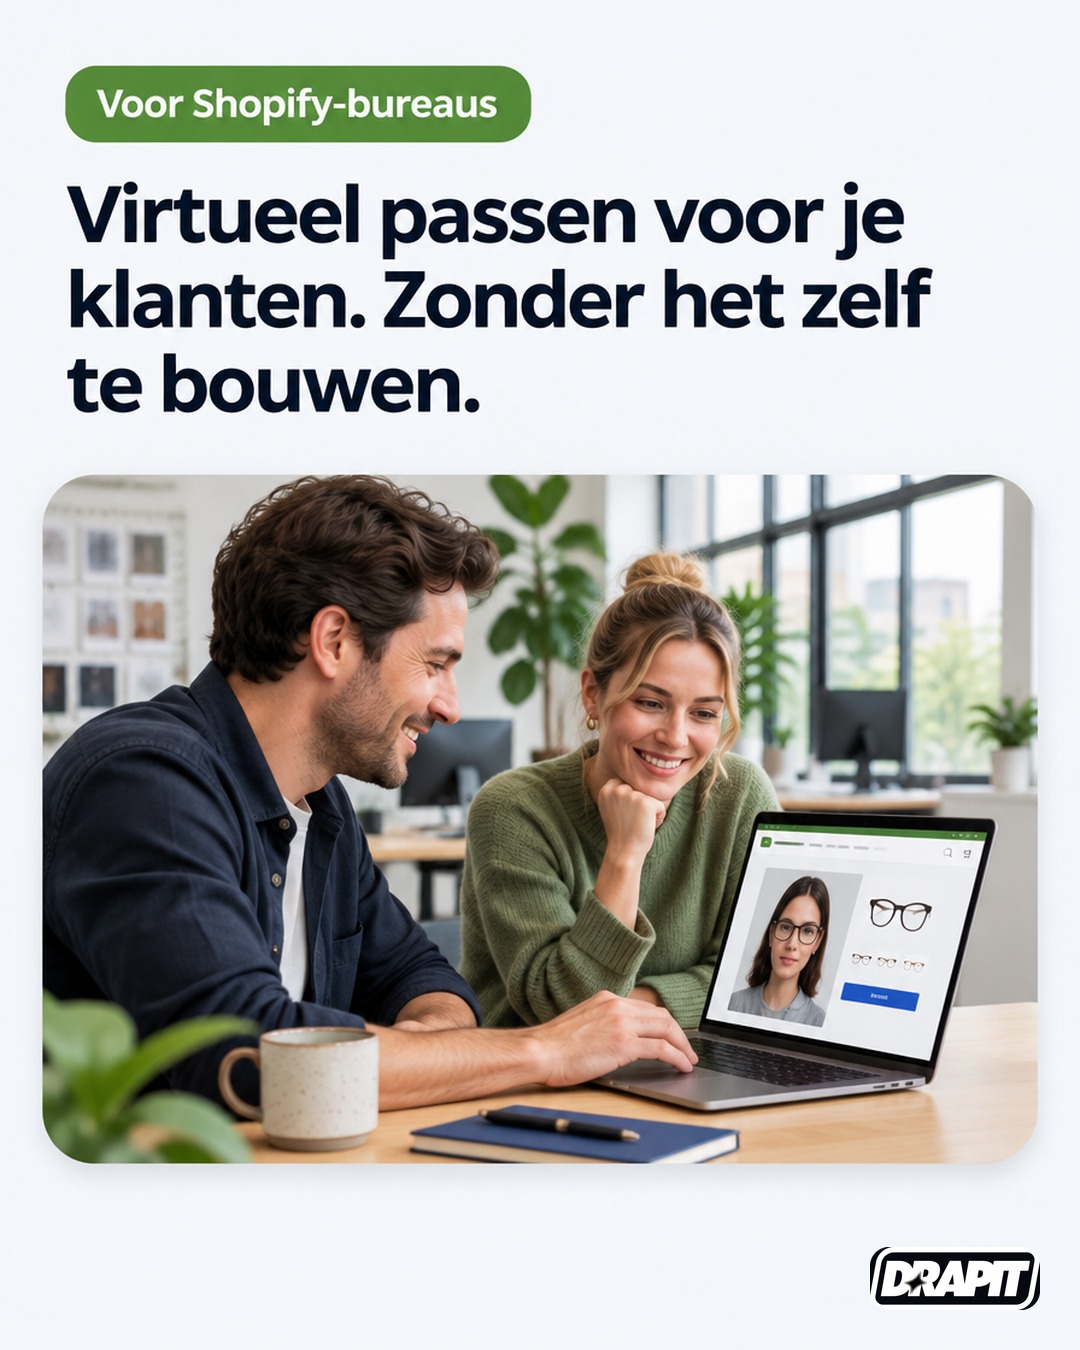 Voor Shopify-bureaus
Virtueel passen voor je
klanten. Zonder het zelf
te bouwen.
DRAPIT